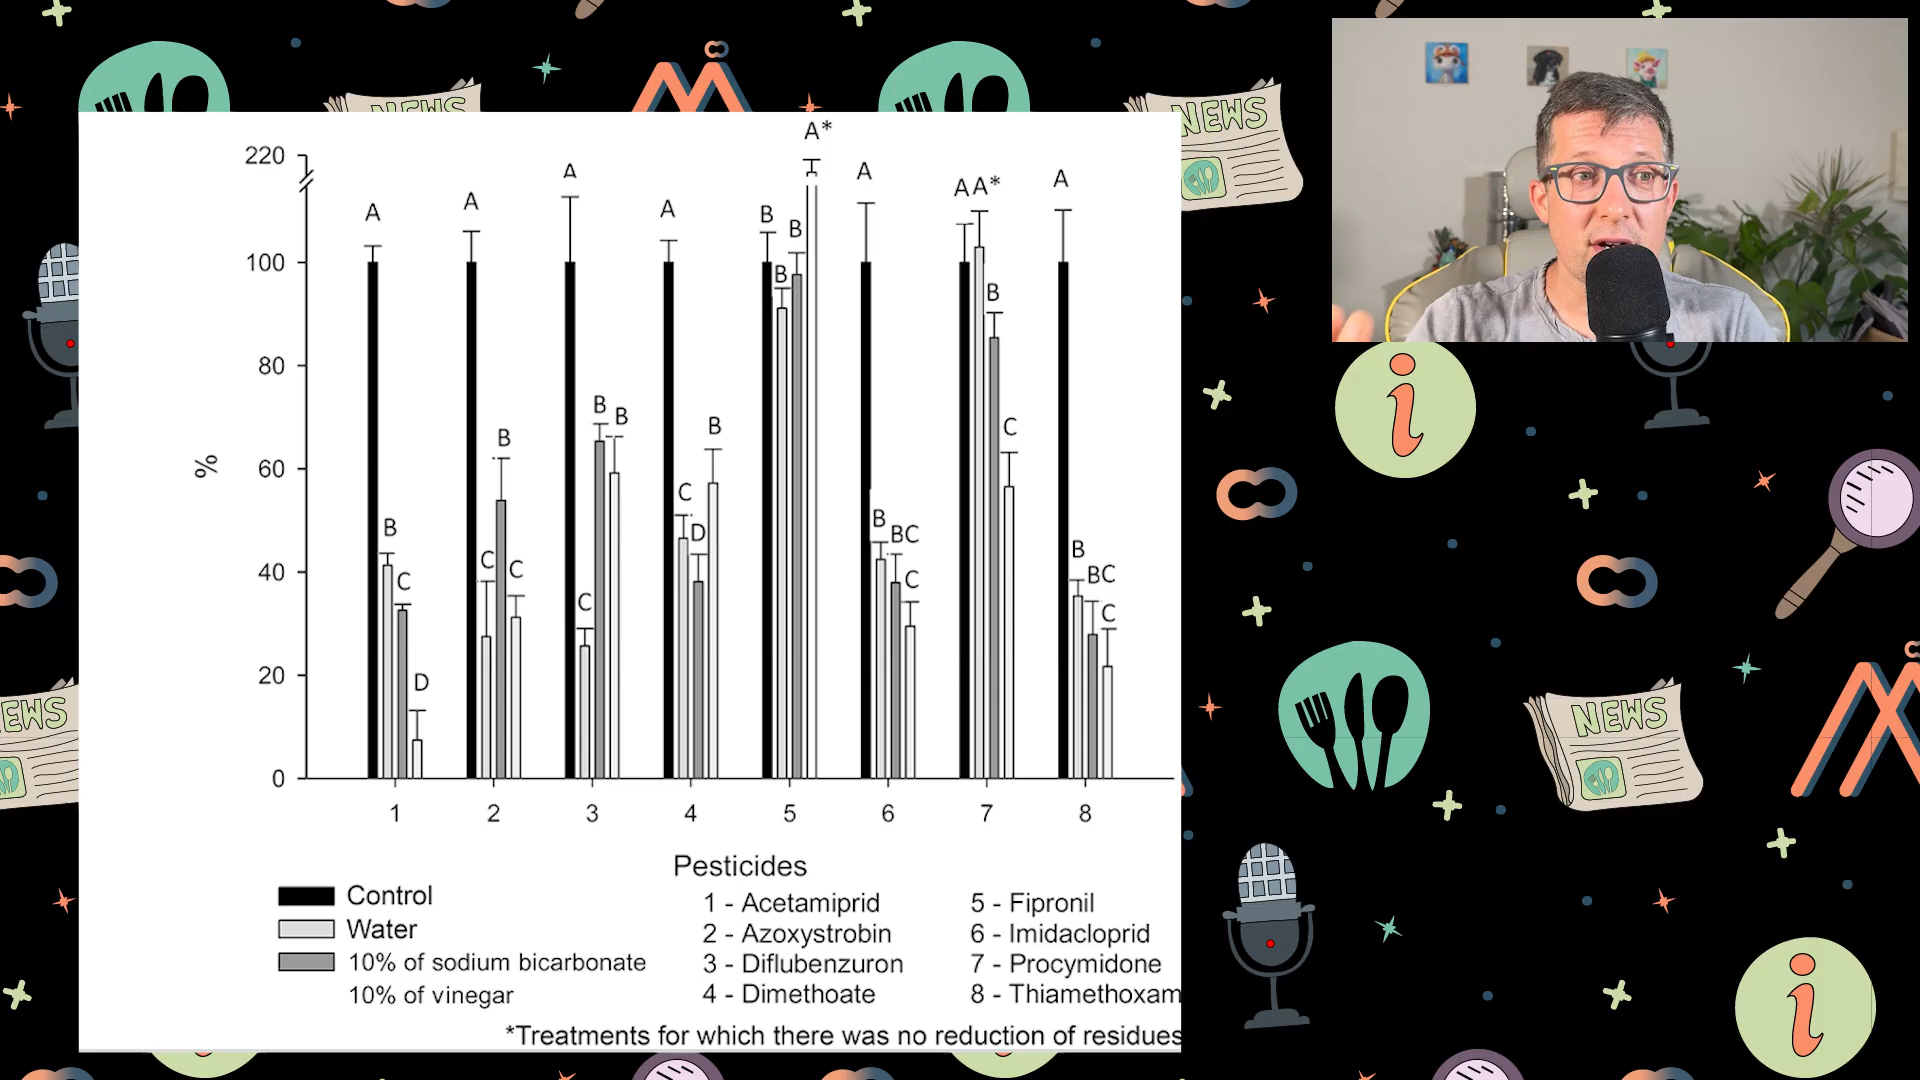 NEWS
NEWS
A*
220
A
A
A
A
A
A A*
A
B
B
100
B
B
80
B
B
B
B
C
%
60
B
C
B
C
D
B
BC
B
C
C
C
C
BC
C
40
D
20
0
1 2 3 4 5 6 7 8
Pesticides
Control
Water
10% of sodium bicarbonate
10% of vinegar
1 - Acetamiprid
2 - Azoxystrobin
3 - Diflubenzuron
4 - Dimethoate
5 - Fipronil
6 - Imidacloprid
7 - Procymidone
8 - Thiamethoxam
*Treatments for which there was no reduction of residues
EWS
NEWS